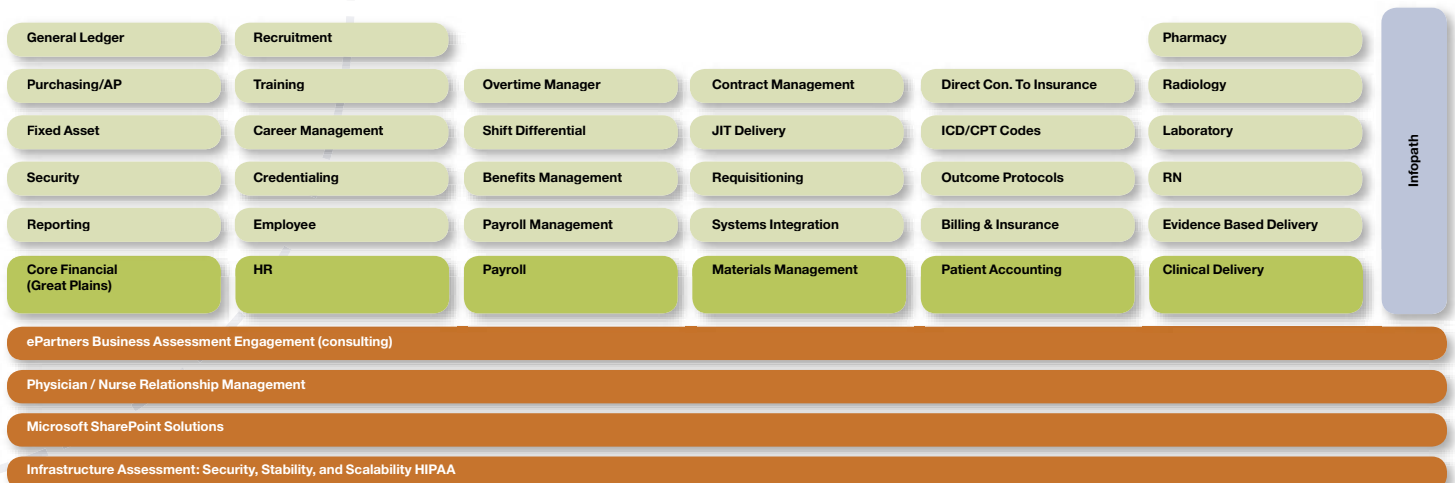 General Ledger
Recruitment
Pharmacy
Purchasing/AP
Training
Overtime Manager
Contract Management
Direct Con. To Insurance
Radiology
Fixed Asset
Career Management
Shift Differential
JIT Delivery
ICD/CPT Codes
Laboratory
Security
Credentialing
Benefits Management
Requisitioning
Outcome Protocols
RN
Reporting
Employee
Payroll Management
Systems Integration
Billing & Insurance
Evidence Based Delivery
Core Financial
(Great Plains)
HR
Payroll
Materials Management
Patient Accounting
Clinical Delivery
Infopath
ePartners Business Assessment Engagement (consulting)
Physician / Nurse Relationship Management
Microsoft SharePoint Solutions
Infrastructure Assessment: Security, Stability, and Scalability HIPAA